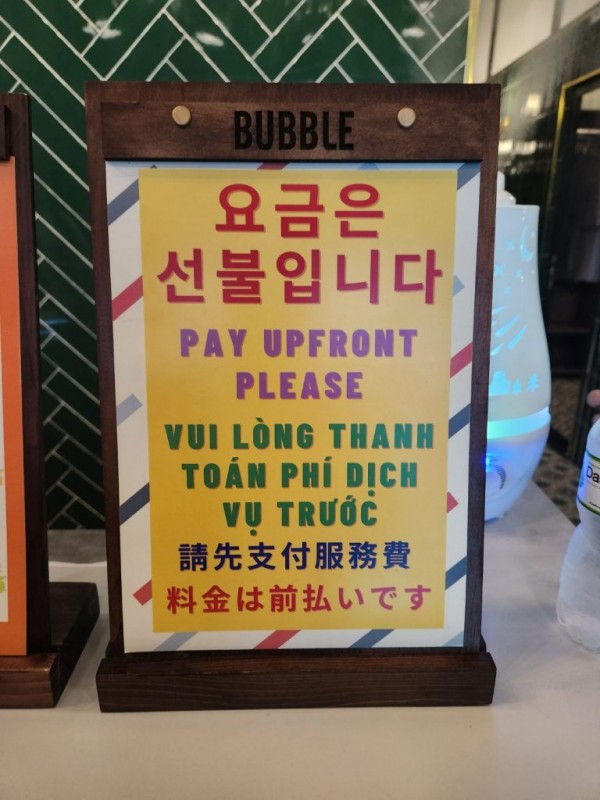 BUBBLE
요금은
선불입니다
PAY UPFRONT
PLEASE
VUI LÒNG THANH
TOÁN PHÍ DỊCH
VỤ TRƯỚC
請先支付服務費
料金は前払いです
Da